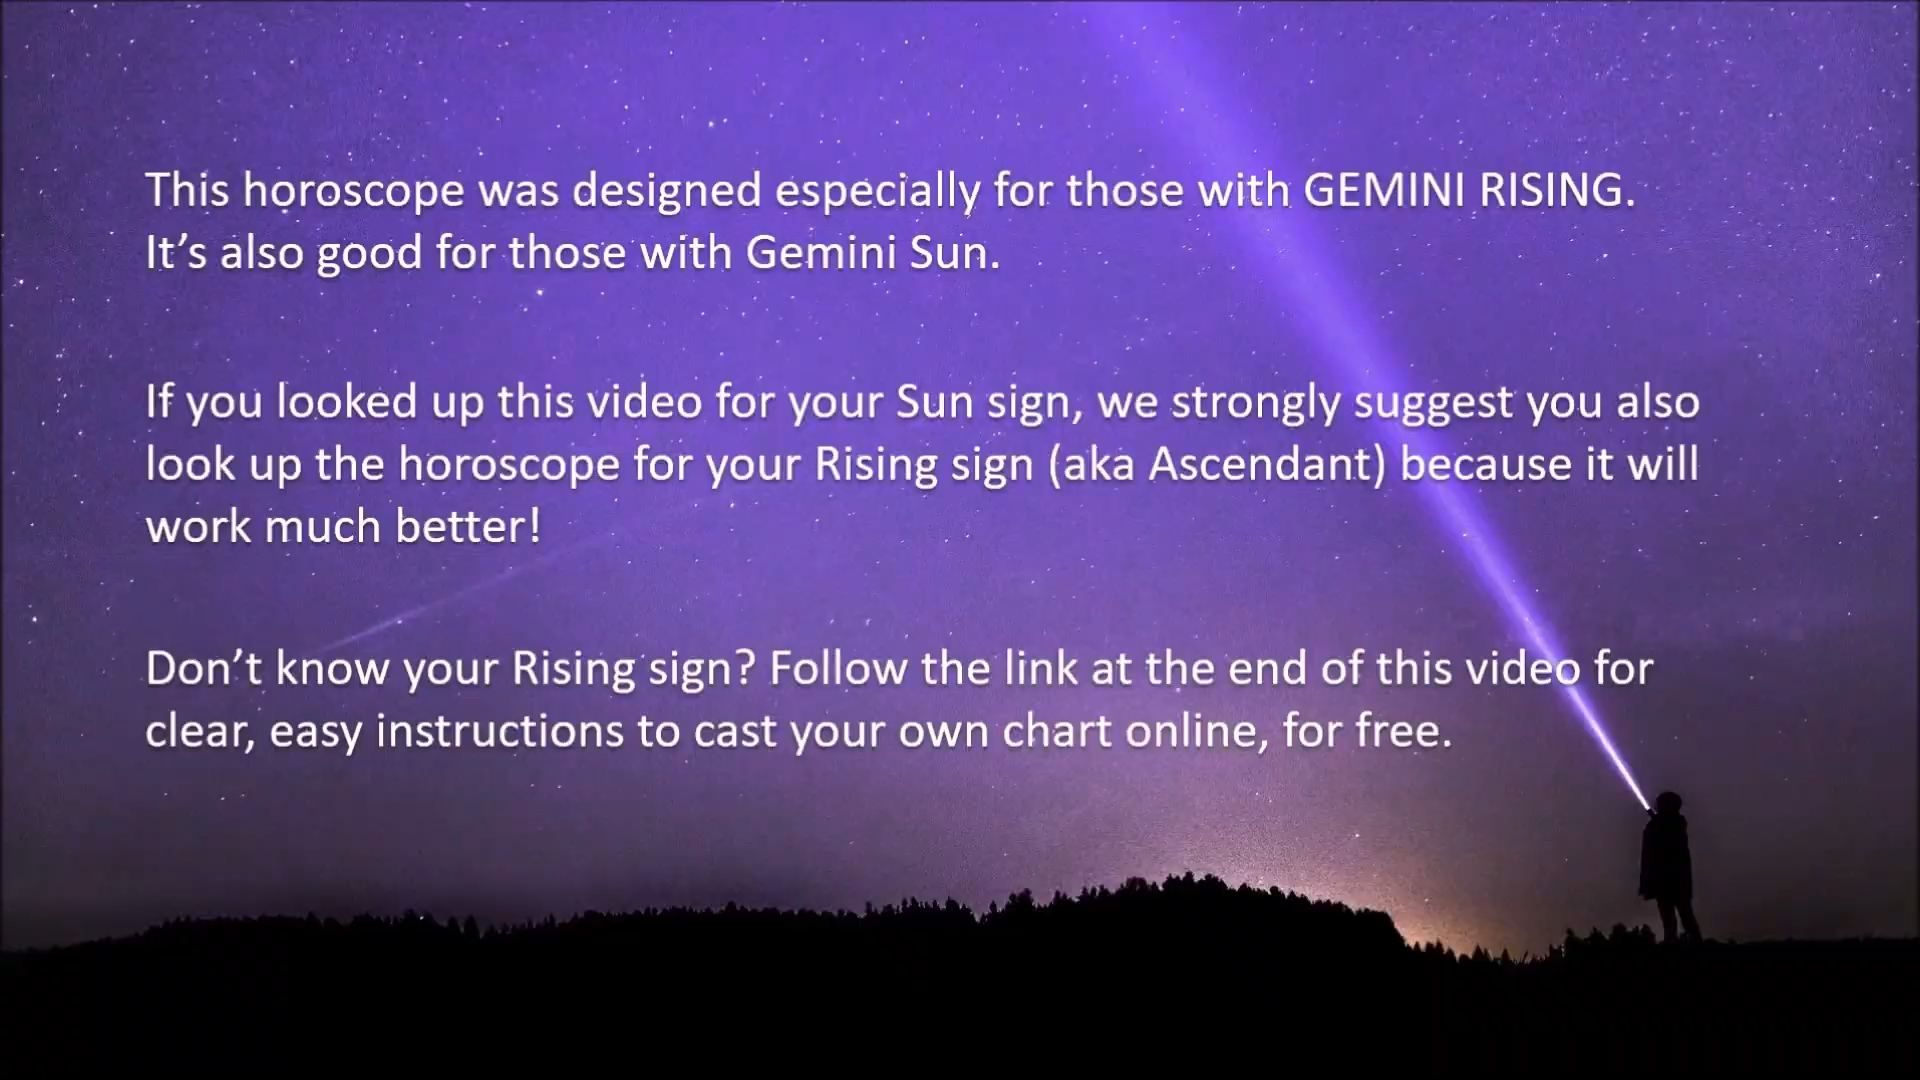 This horoscope was designed especially for those with GEMINI RISING.
It’s also good for those with Gemini Sun.
If you looked up this video for your Sun sign, we strongly suggest you also
look up the horoscope for your Rising sign (aka Ascendant) because it will
work much better!
Don’t know your Rising sign? Follow the link at the end of this video for
clear, easy instructions to cast your own chart online, for free.